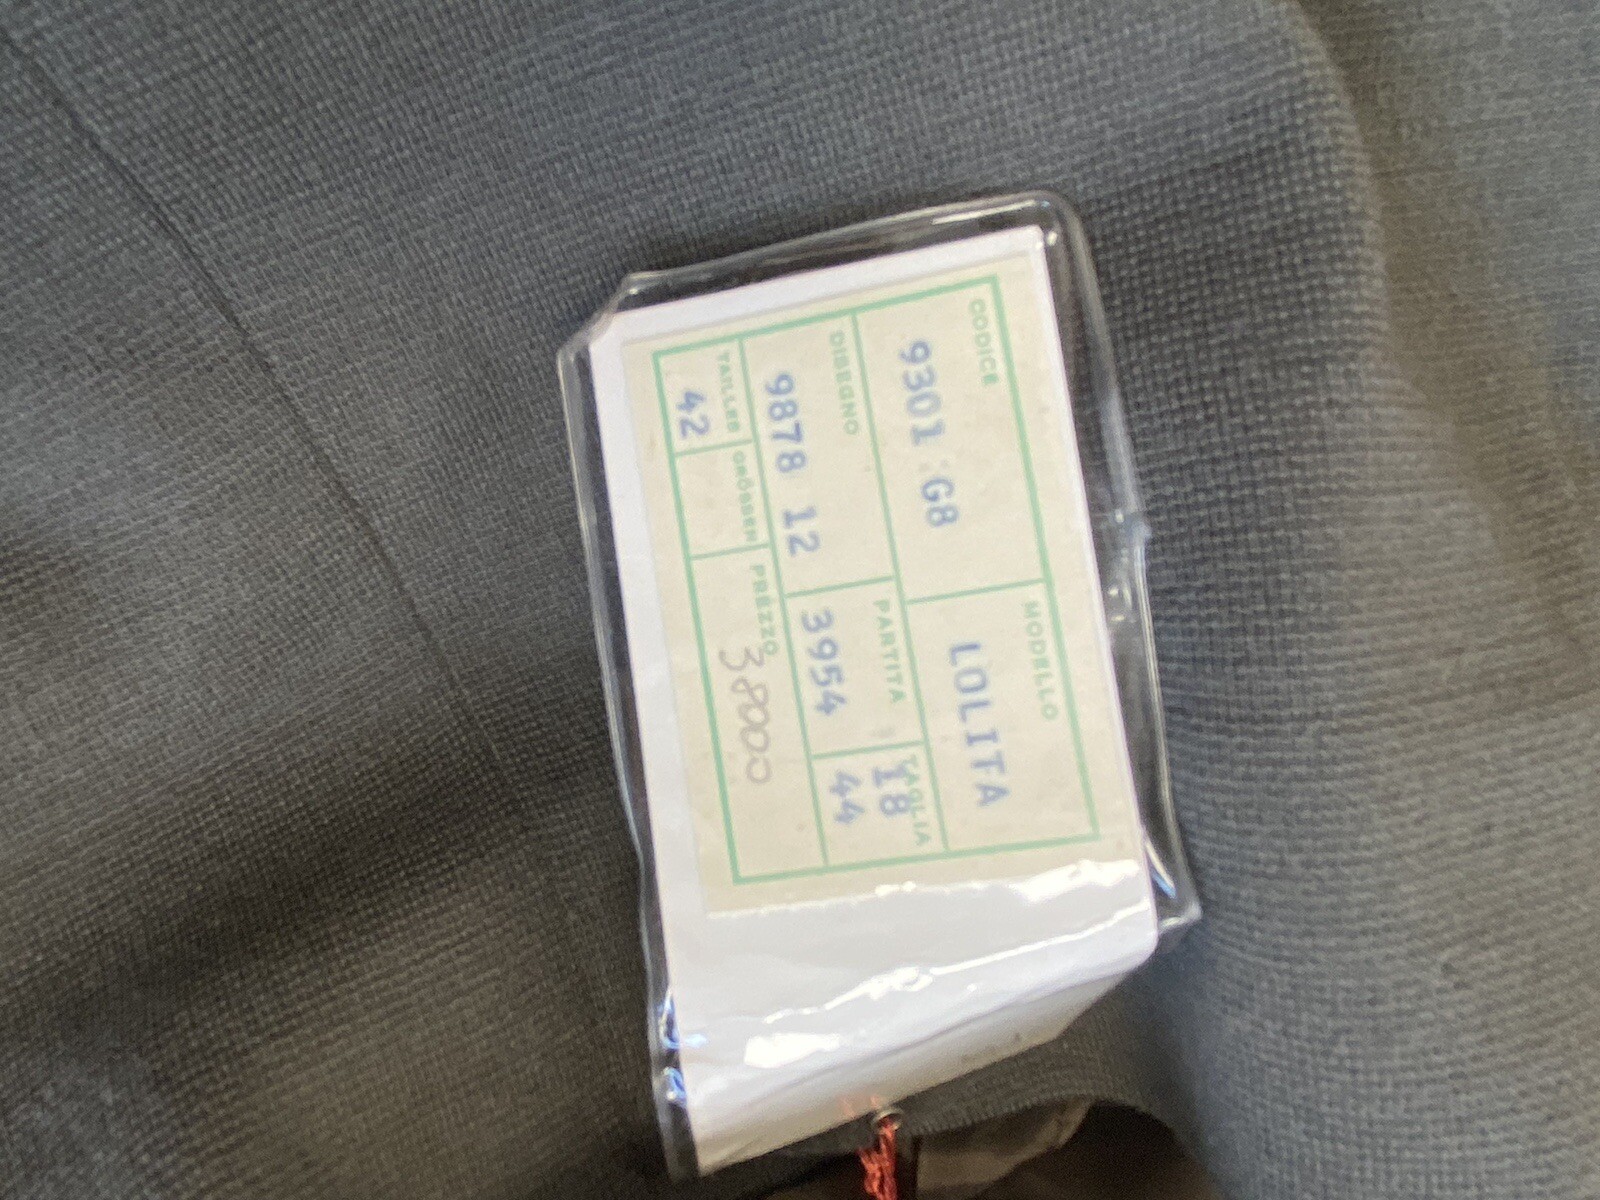 CODICE MODELLO
9301 G8 LOLITA
DISEGNO PARTITA TAGLIA
18
9878 12 3954 44
TAILLES GRÖSSEN PREZZO
42 38000